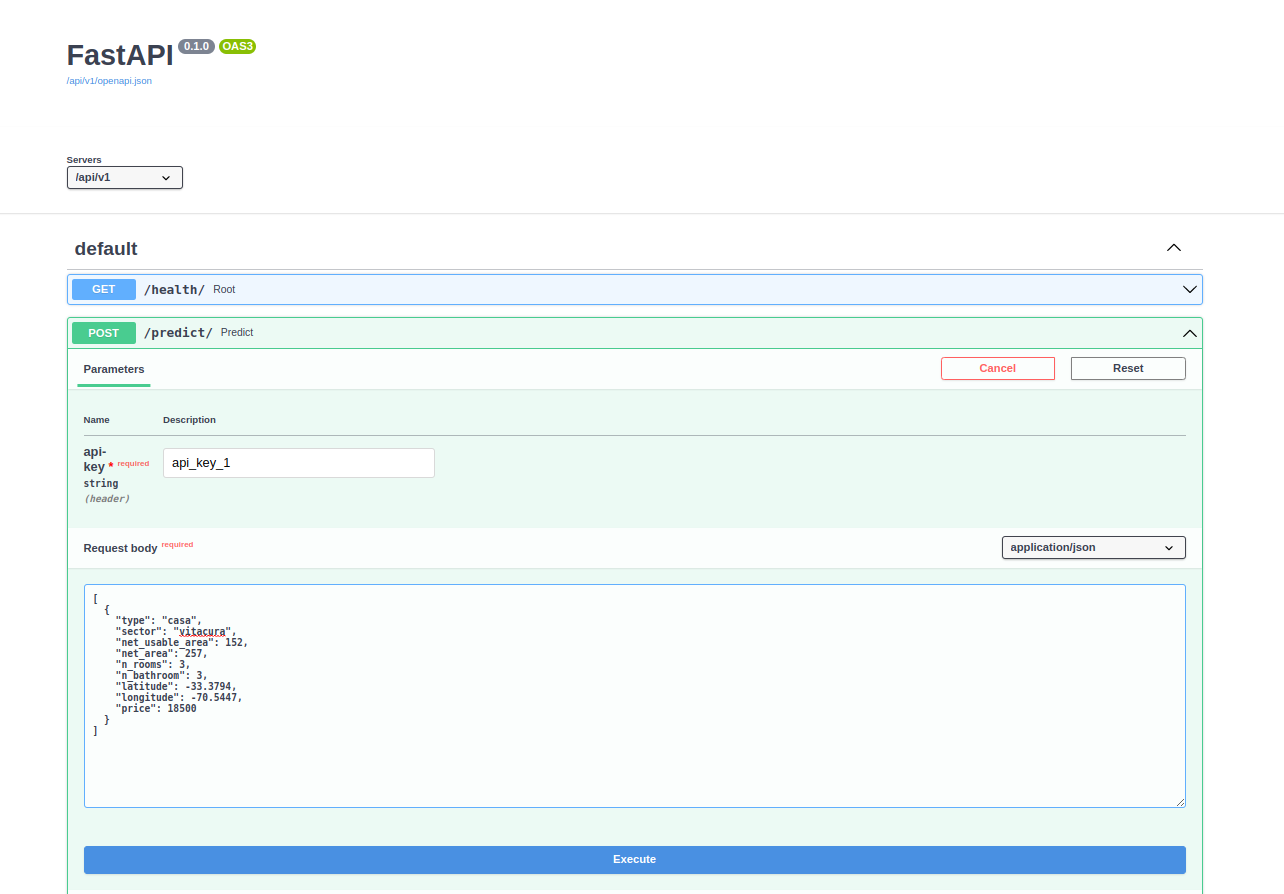 FastAPI 0.1.0 OAS3
/api/v1/openapi.json
Servers
/api/v1
default
GET /health/ Root
POST /predict/ Predict
Parameters Cancel Reset
Name Description
api-
key * required api_key_1
string
(header)
Request body required application/json
[
  {
    "type": "casa",
    "sector": "vitacura",
    "net_usable_area": 152,
    "net_area": 257,
    "n_rooms": 3,
    "n_bathroom": 3,
    "latitude": -33.3794,
    "longitude": -70.5447,
    "price": 18500
  }
]
Execute